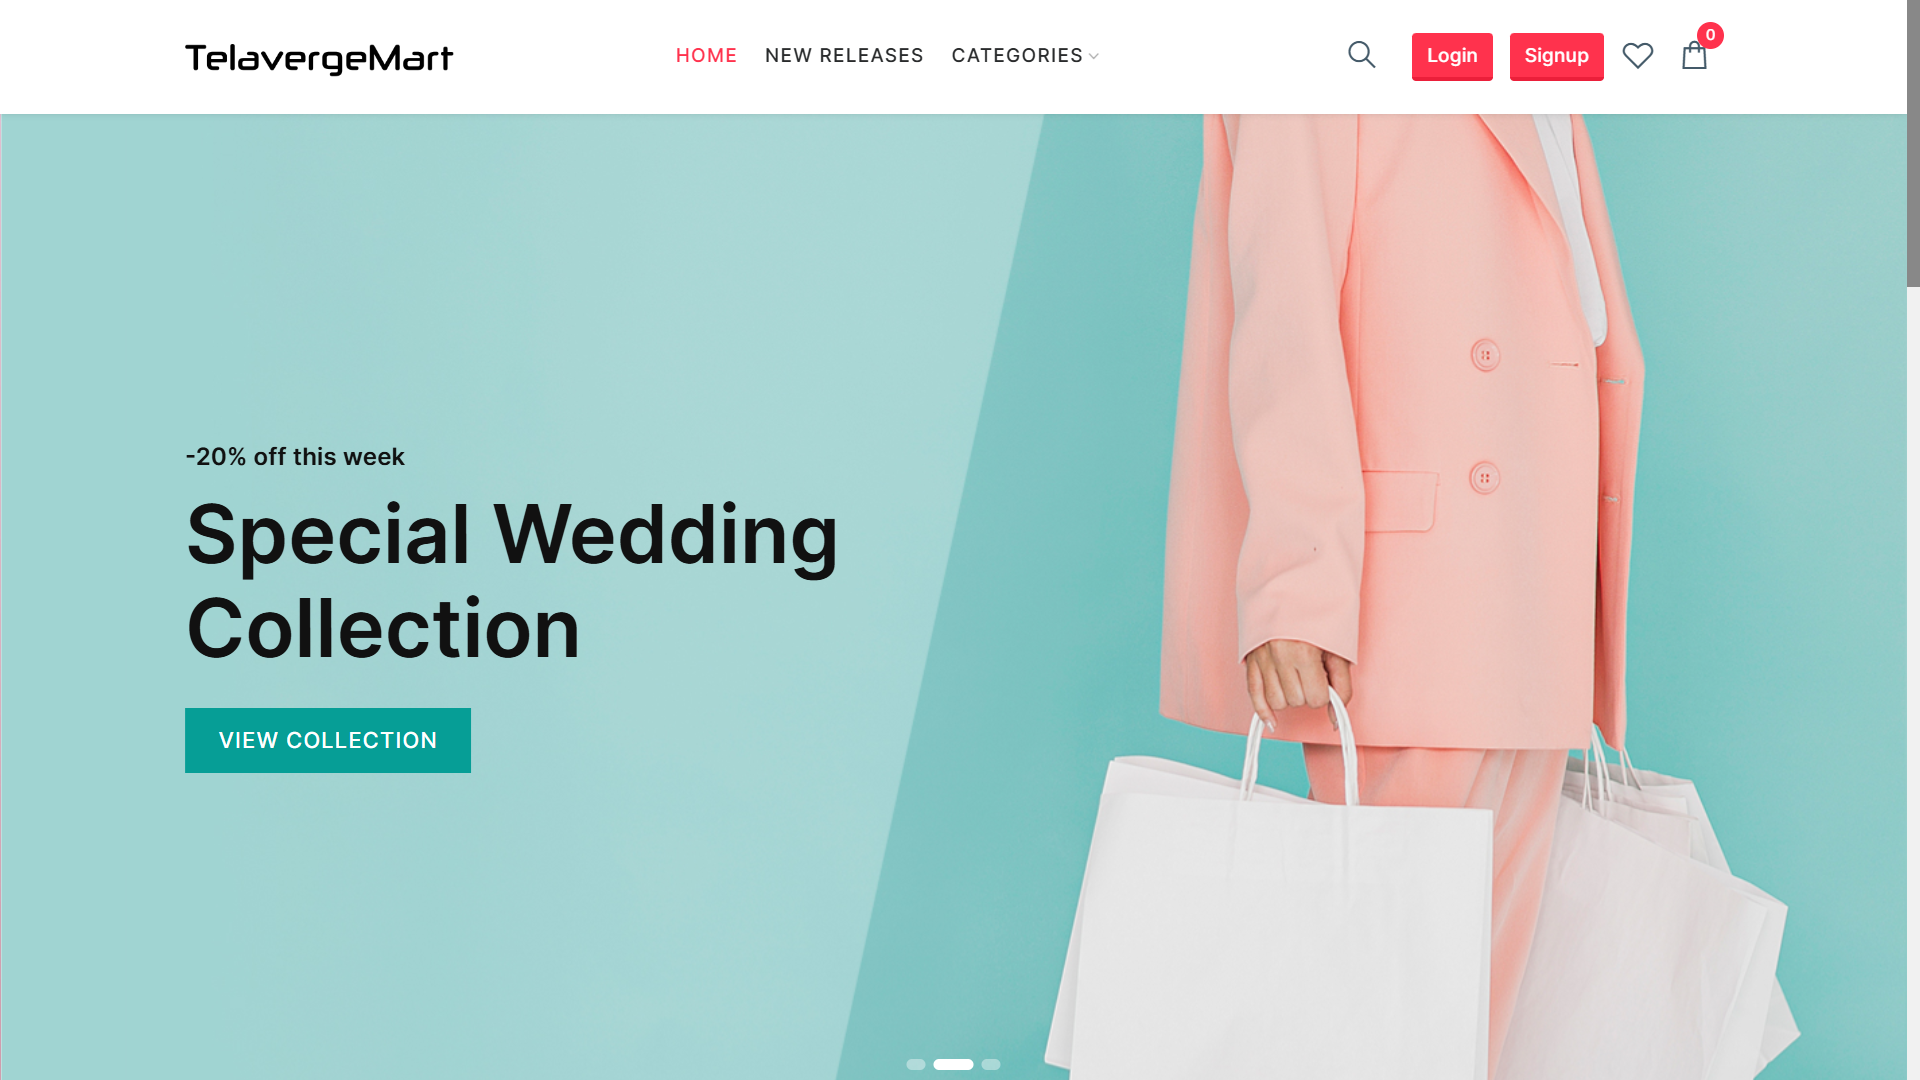 TelavergeMart
HOME NEW RELEASES CATEGORIES
Login Signup 0
-20% off this week
Special Wedding
Collection
VIEW COLLECTION